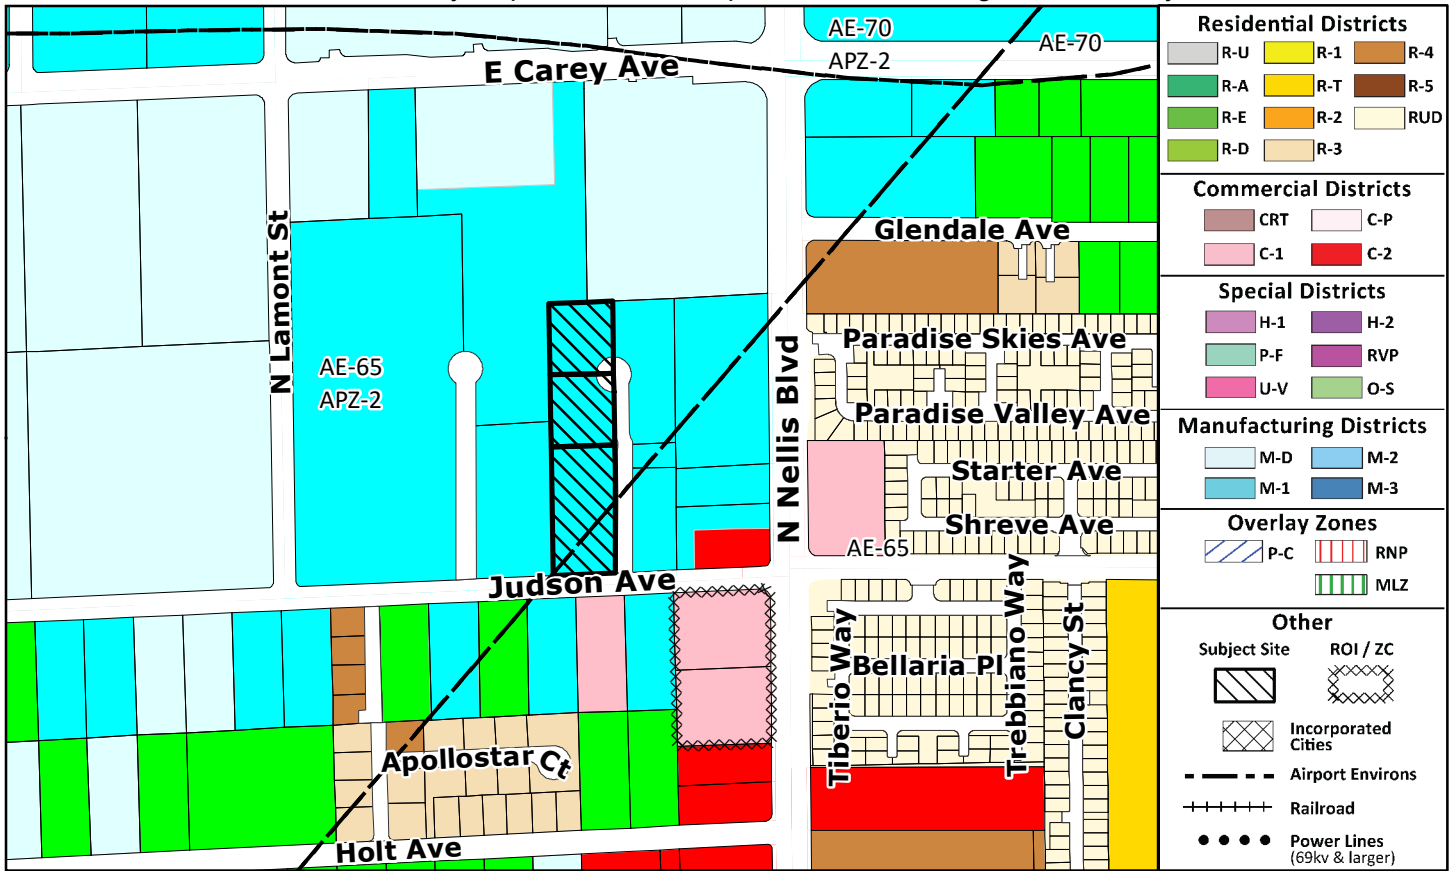 AE-70
AE-70
APZ-2
E Carey Ave
N Lamont St
Glendale Ave
Paradise Skies Ave
AE-65
APZ-2
N Nellis Blvd
Paradise Valley Ave
Starter Ave
Shreve Ave
AE-65
Judson Ave
Tiberio Way
Bellaria Pl
Trebbiano Way
Clancy St
Apollostar Ct
Holt Ave
Residential Districts
R-U R-1 R-4
R-A R-T R-5
R-E R-2 RUD
R-D R-3
Commercial Districts
CRT C-P
C-1 C-2
Special Districts
H-1 H-2
P-F RVP
U-V O-S
Manufacturing Districts
M-D M-2
M-1 M-3
Overlay Zones
P-C RNP
MLZ
Other
Subject Site ROI / ZC
Incorporated
Cities
Airport Environs
Railroad
Power Lines
(69kv & larger)